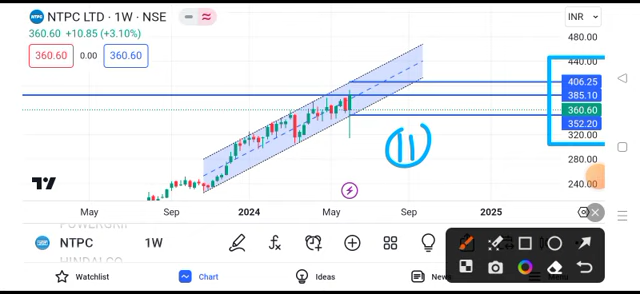 NTPC LTD · 1W · NSE
INR
360.60 +10.85 (+3.10%)
360.60 0.00 360.60
480.00
440.00
406.25
385.10
360.60
352.20
320.00
280.00
240.00
11
May Sep 2024 May Sep 2025
POWERGRID
NTPC 1W
HINDALCO
Watchlist Chart Ideas News Menu